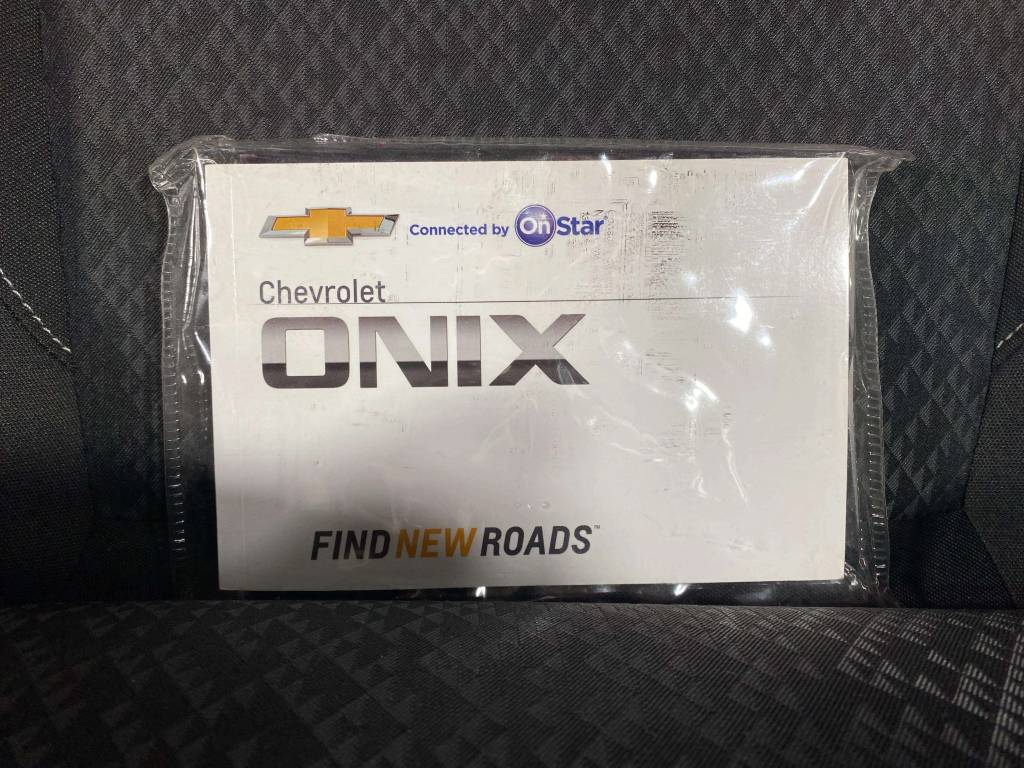 Connected by OnStar
Chevrolet
ONIX
FIND NEW ROADS™